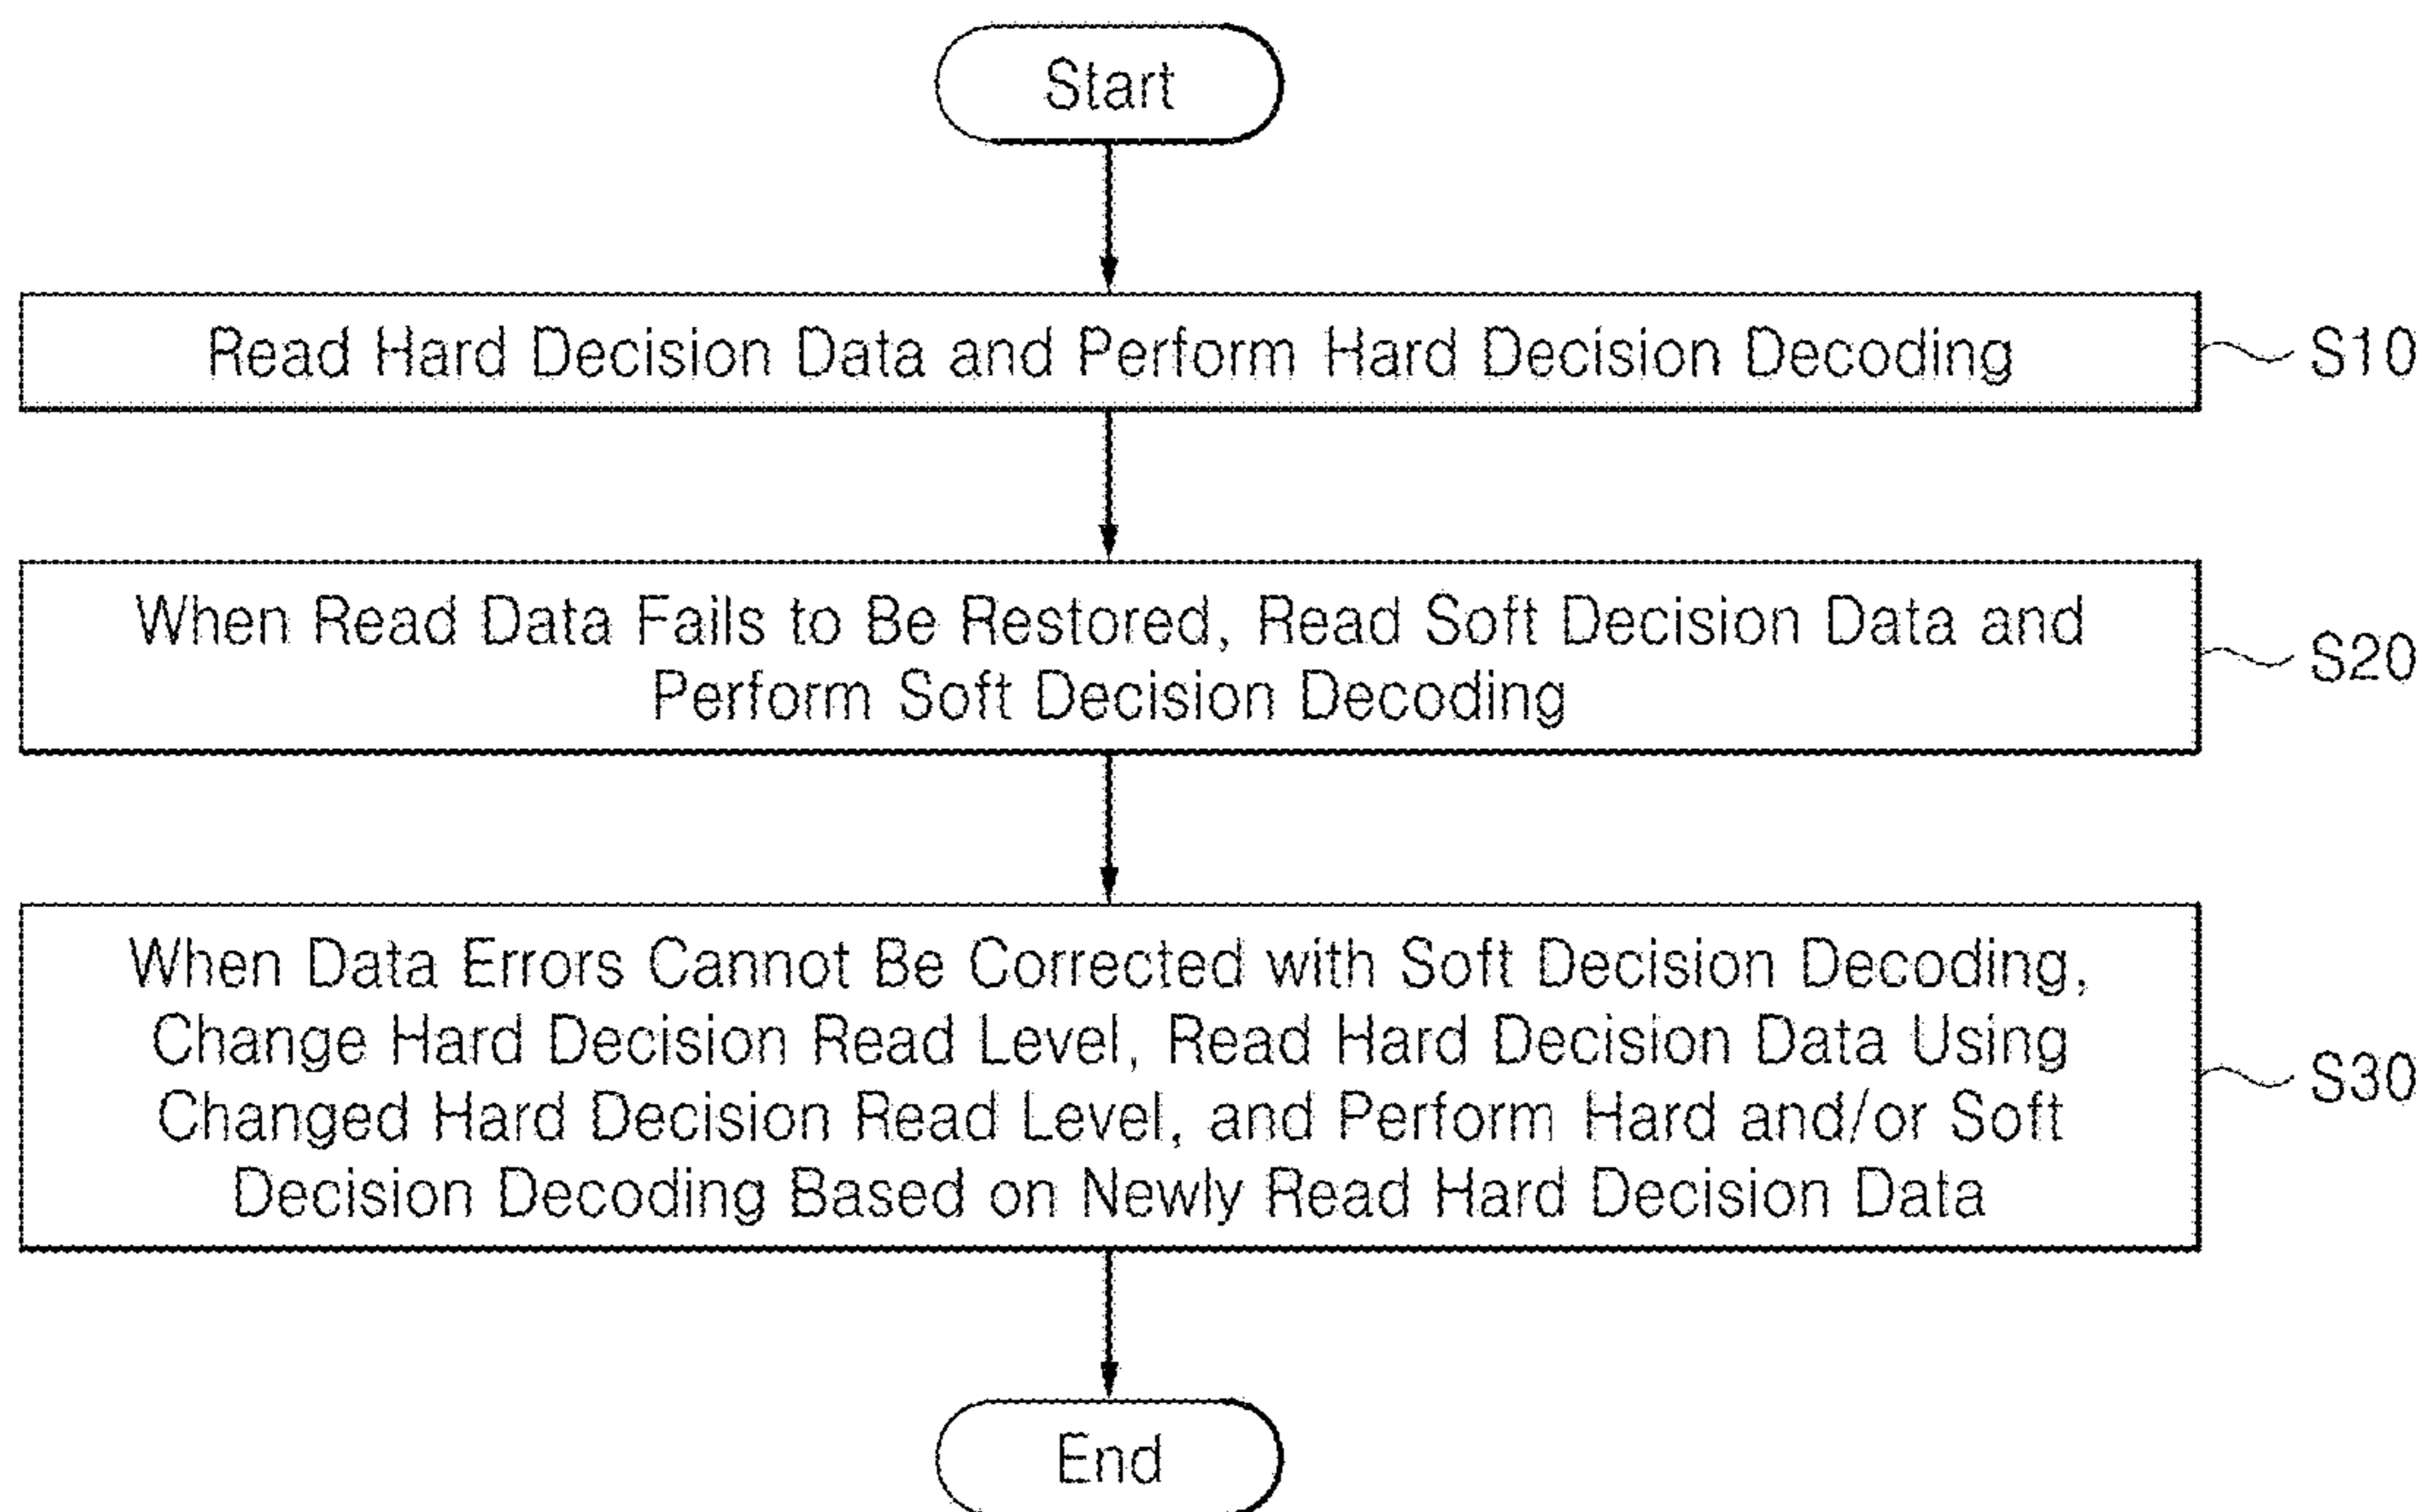 Start
Read Hard Decision Data and Perform Hard Decision Decoding
S10
When Read Data Fails to Be Restored, Read Soft Decision Data and
Perform Soft Decision Decoding
S20
When Data Errors Cannot Be Corrected with Soft Decision Decoding,
Change Hard Decision Read Level, Read Hard Decision Data Using
Changed Hard Decision Read Level, and Perform Hard and/or Soft
Decision Decoding Based on Newly Read Hard Decision Data
S30
End